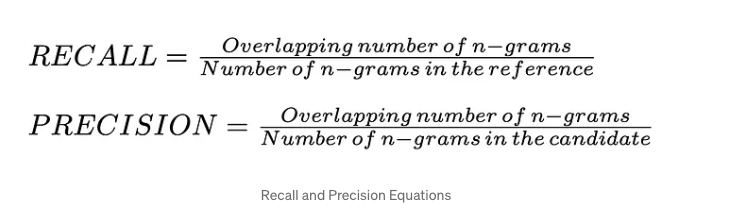 RECALL = Overlapping number of n−grams / Number of n−grams in the reference
PRECISION = Overlapping number of n−grams / Number of n−grams in the candidate
Recall and Precision Equations